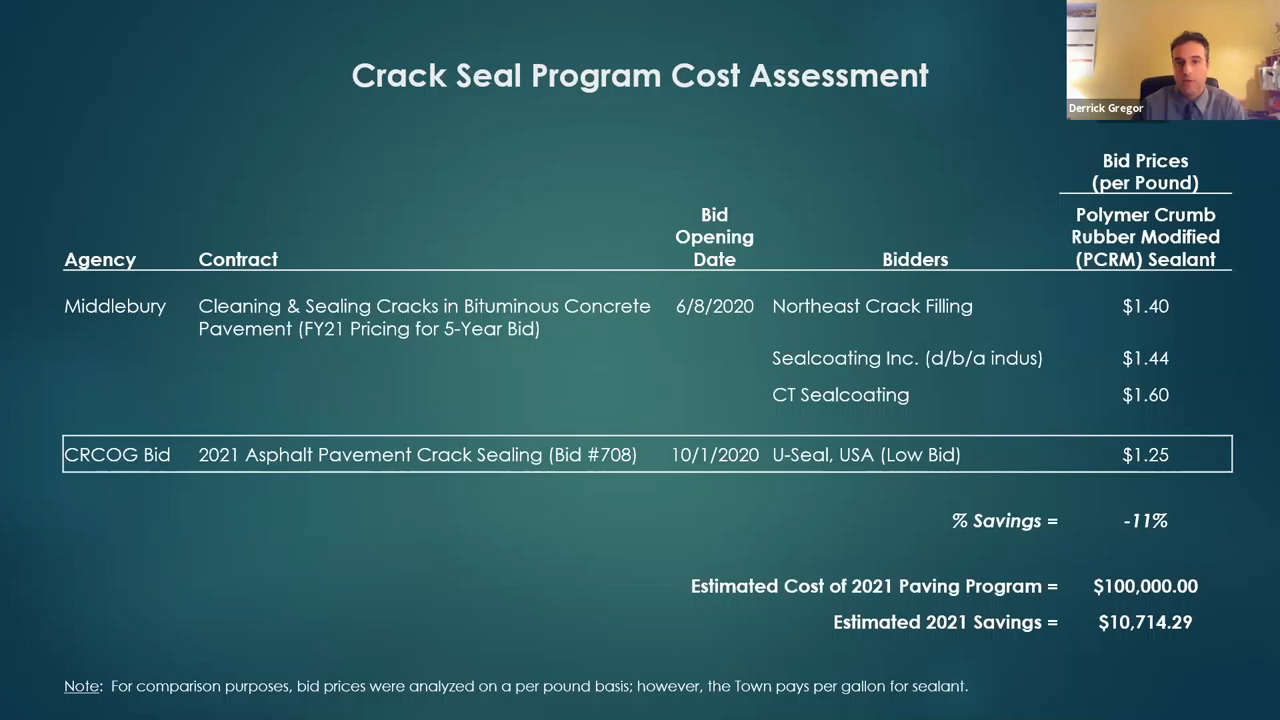 Crack Seal Program Cost Assessment
Derrick Gregor
Bid Prices
(per Pound)
Agency
Contract
Bid
Opening
Date
Bidders
Polymer Crumb
Rubber Modified
(PCRM) Sealant
Middlebury
Cleaning & Sealing Cracks in Bituminous Concrete
Pavement (FY21 Pricing for 5-Year Bid)
6/8/2020
Northeast Crack Filling
$1.40
Sealcoating Inc. (d/b/a indus)
$1.44
CT Sealcoating
$1.60
CRCOG Bid
2021 Asphalt Pavement Crack Sealing (Bid #708)
10/1/2020
U-Seal, USA (Low Bid)
$1.25
% Savings =
-11%
Estimated Cost of 2021 Paving Program =
$100,000.00
Estimated 2021 Savings =
$10,714.29
Note: For comparison purposes, bid prices were analyzed on a per pound basis; however, the Town pays per gallon for sealant.